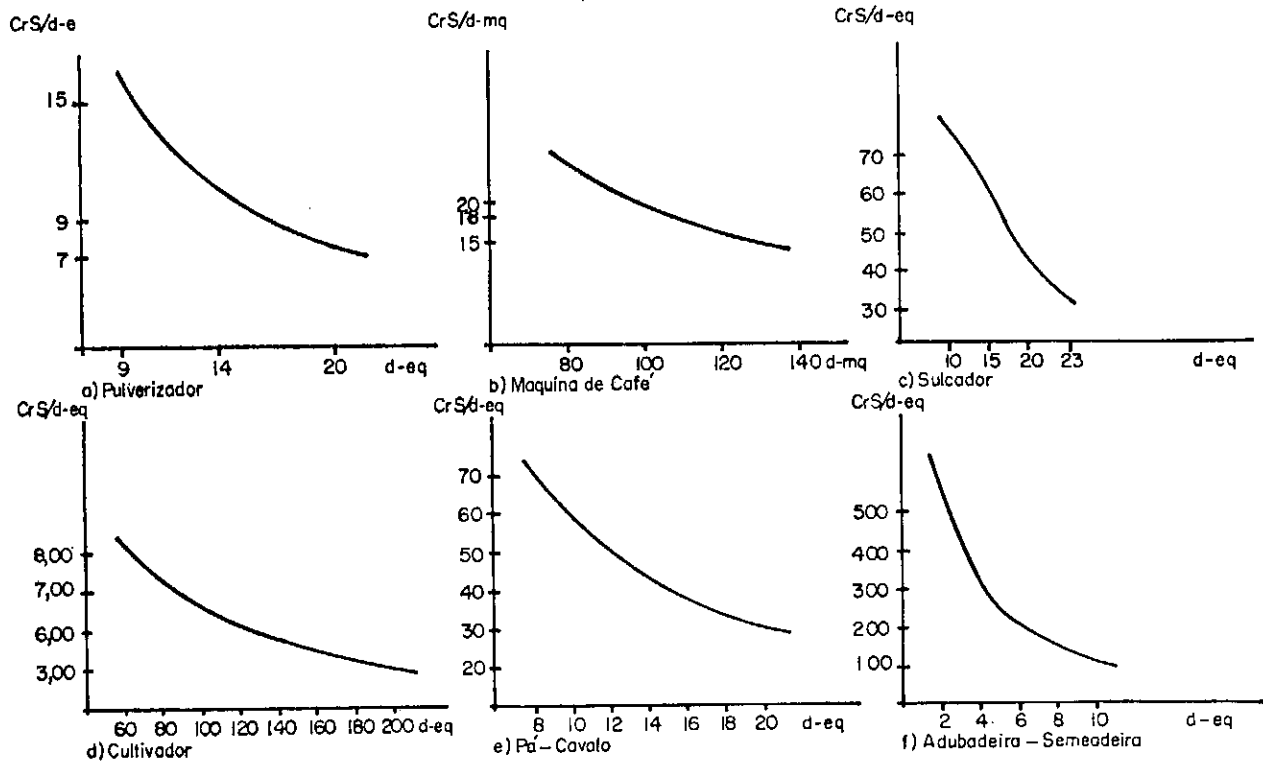 CrS/d-e
15
9
7
9 14 20 d-eq
a) Pulverizador
CrS/d-mq
20
18
15
80 100 120 140 d-mq
b) Maquina de Café
CrS/d-eq
70
60
50
40
30
10 15 20 23 d-eq
c) Sulcador
CrS/d-eq
8,00
7,00
6,00
3,00
60 80 100 120 140 160 180 200 d-eq
d) Cultivador
CrS/d-eq
70
60
50
40
30
20
8 10 12 14 16 18 20 d-eq
e) Pá-Cavalo
CrS/d-eq
500
400
300
200
100
2 4 6 8 10 d-eq
f) Adubadeira – Semeadeira